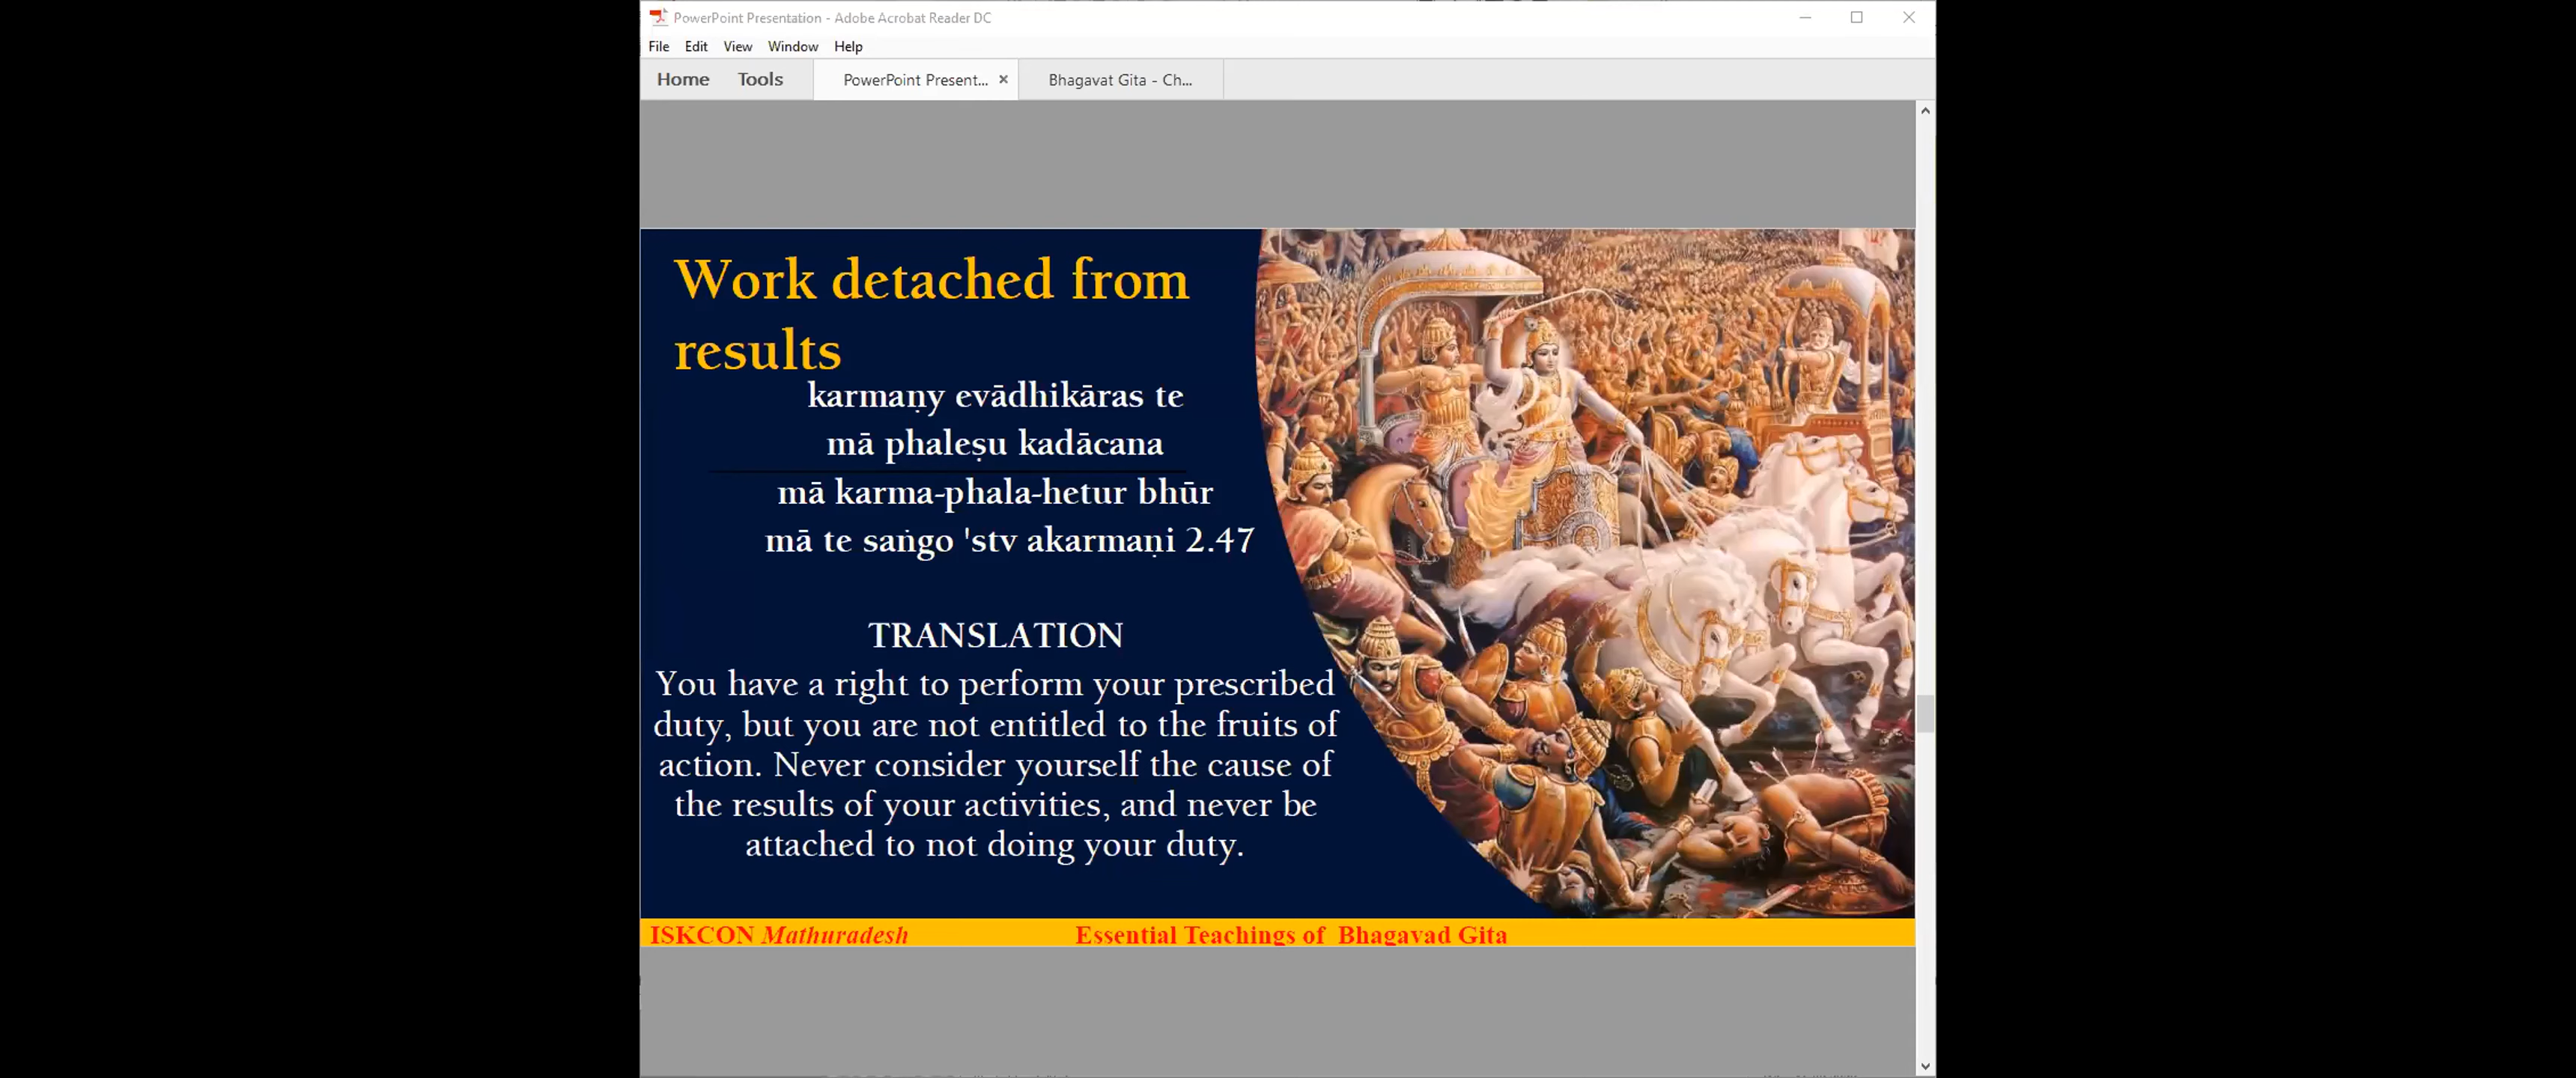 PowerPoint Presentation - Adobe Acrobat Reader DC
File Edit View Window Help
Home Tools PowerPoint Present... × Bhagavat Gita - Ch...
Work detached from
results
karmaṇy evādhikāras te
mā phaleṣu kadācana
mā karma-phala-hetur bhūr
mā te saṅgo 'stv akarmaṇi 2.47
TRANSLATION
You have a right to perform your prescribed
duty, but you are not entitled to the fruits of
action. Never consider yourself the cause of
the results of your activities, and never be
attached to not doing your duty.
ISKCON Mathuradesh Essential Teachings of Bhagavad Gita